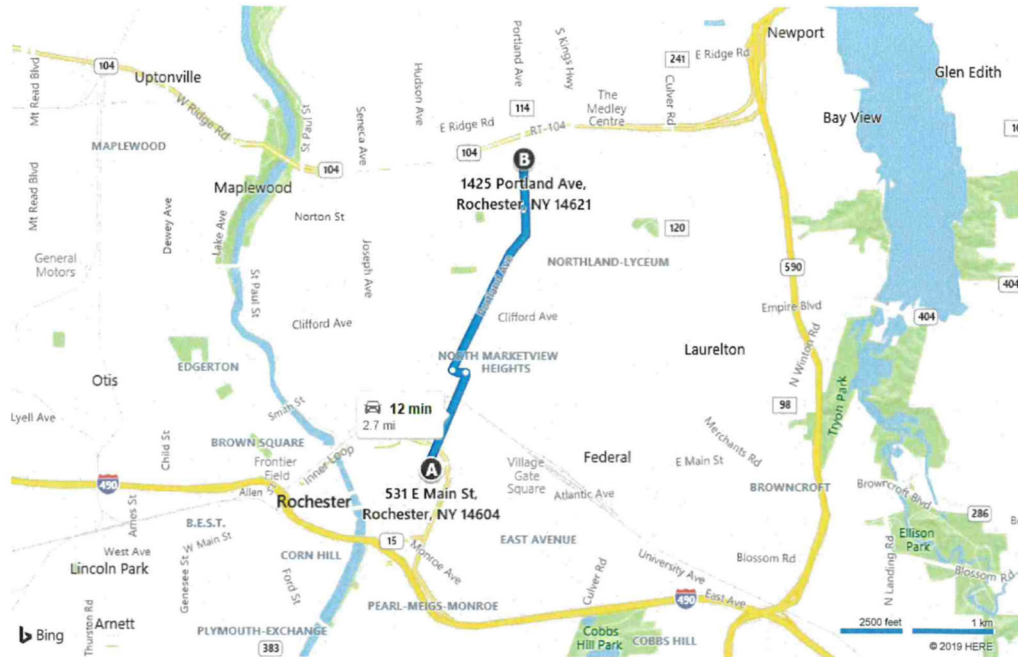 Newport
E Ridge Rd
241
Glen Edith
Mt Read Blvd
104
Uptonville
W Ridge Rd
St Paul St
Hudson Ave
Portland Ave
S Kings Hwy
Culver Rd
The
Medley
Centre
Bay View
114
E Ridge Rd
RT-104
104
Seneca Ave
MAPLEWOOD
104
B
1425 Portland Ave,
Rochester, NY 14621
Maplewood
Mt Read Blvd
Dewey Ave
Lake Ave
Norton St
120
General
Motors
Joseph Ave
NORTHLAND-LYCEUM
590
404
St Paul St
Portland Ave
Empire Blvd
404
Clifford Ave
Clifford Ave
N Winton Rd
EDGERTON
NORTH MARKETVIEW
HEIGHTS
Laurelton
Otis
12 min
2.7 mi
98
Tryon Park
Lyell Ave
Child St
Smith St
BROWN SQUARE
Merchants Rd
Frontier
Field
Inner Loop
A
Village
Gate
Square
Federal
E Main St
490
Allen St
Rochester
531 E Main St,
Rochester, NY 14604
Atlantic Ave
BROWNCROFT
Browncroft Blvd
286
Ames St
B.E.S.T.
W Main St
15
Monroe Ave
EAST AVENUE
Ellison
Park
West Ave
Lincoln Park
Genesee St
CORN HILL
Ford St
University Ave
Blossom Rd
N Landing Rd
Blossom Rd
Culver Rd
490
East Ave
PEARL-MEIGS-MONROE
Thurston Rd
Arnett
PLYMOUTH-EXCHANGE
383
Cobbs
Hill Park
COBBS HILL
Bing
2500 feet
1 km
© 2019 HERE